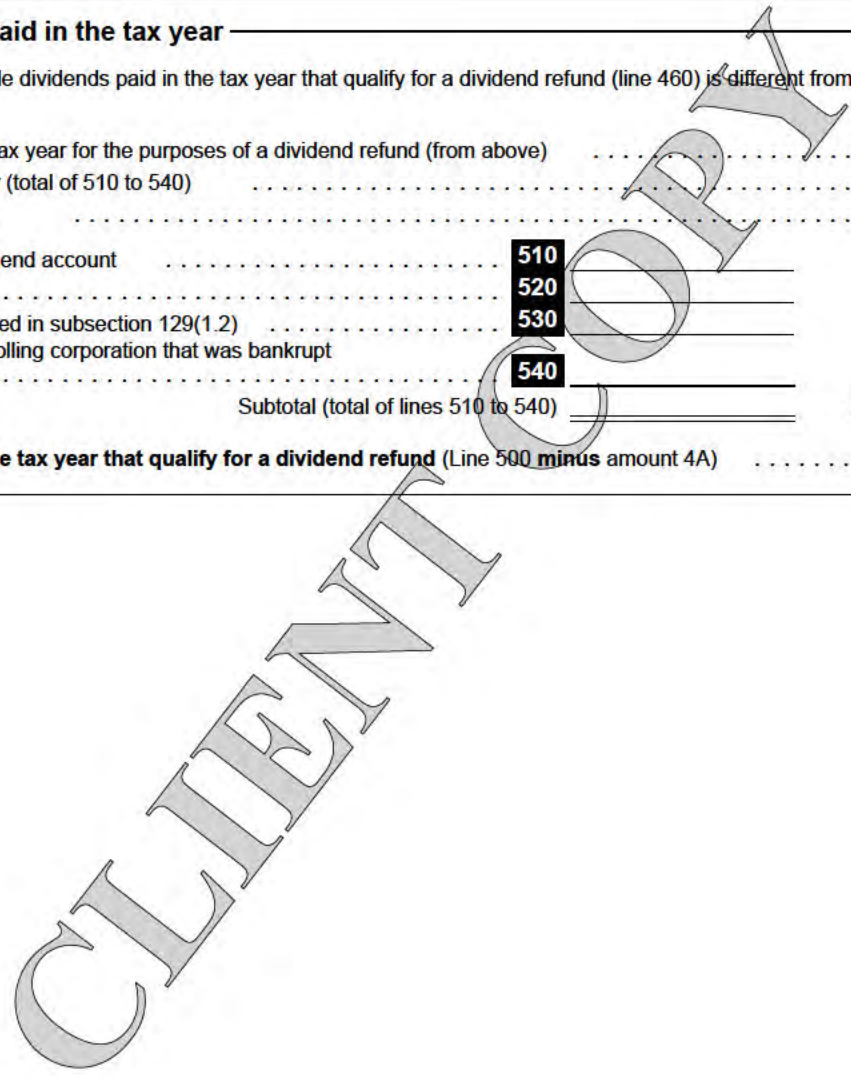 aid in the tax year
le dividends paid in the tax year that qualify for a dividend refund (line 460) is different from
ax year for the purposes of a dividend refund (from above)
(total of 510 to 540)
end account 510
520
ed in subsection 129(1.2) 530
olling corporation that was bankrupt
540
Subtotal (total of lines 510 to 540)
e tax year that qualify for a dividend refund (Line 500 minus amount 4A)
CLIENT COPY